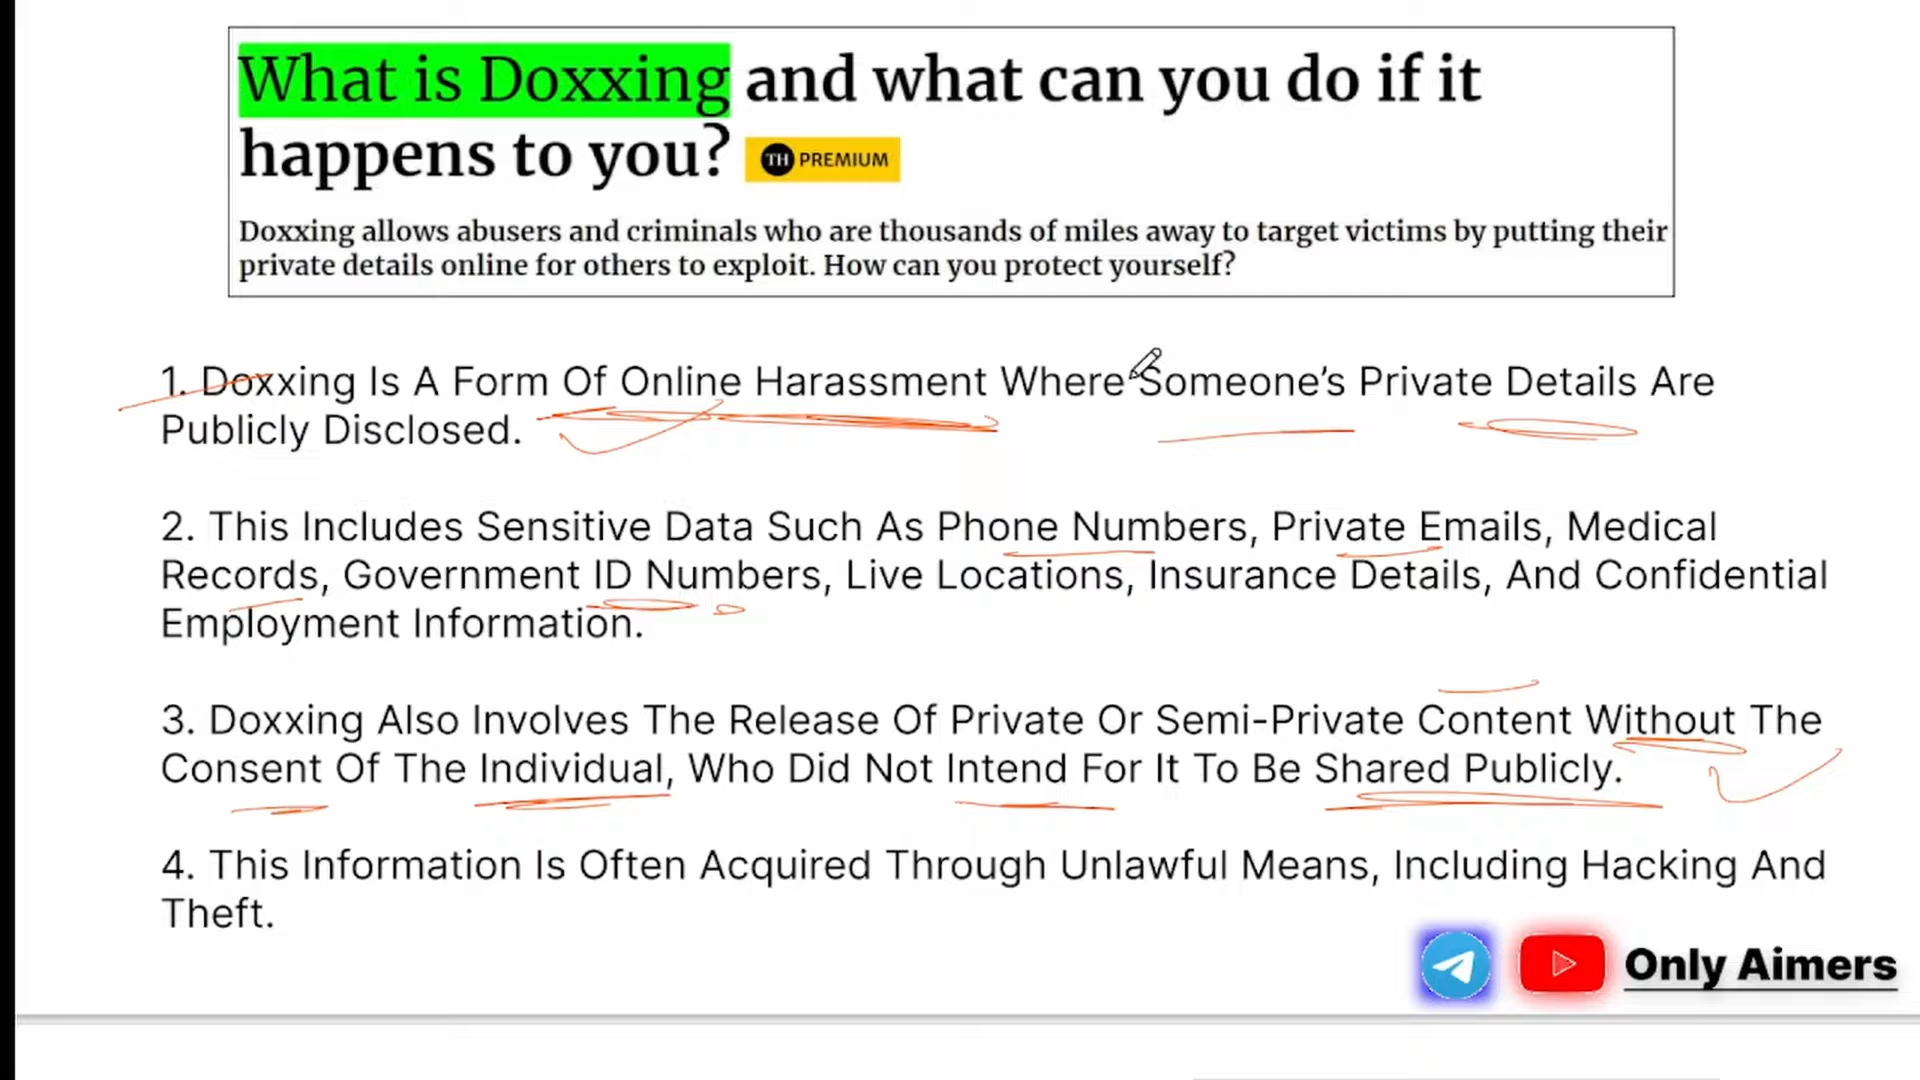 What is Doxxing and what can you do if it
happens to you? TH PREMIUM
Doxxing allows abusers and criminals who are thousands of miles away to target victims by putting their
private details online for others to exploit. How can you protect yourself?
1. Doxxing Is A Form Of Online Harassment Where Someone’s Private Details Are
Publicly Disclosed.
2. This Includes Sensitive Data Such As Phone Numbers, Private Emails, Medical
Records, Government ID Numbers, Live Locations, Insurance Details, And Confidential
Employment Information.
3. Doxxing Also Involves The Release Of Private Or Semi-Private Content Without The
Consent Of The Individual, Who Did Not Intend For It To Be Shared Publicly.
4. This Information Is Often Acquired Through Unlawful Means, Including Hacking And
Theft.
Only Aimers